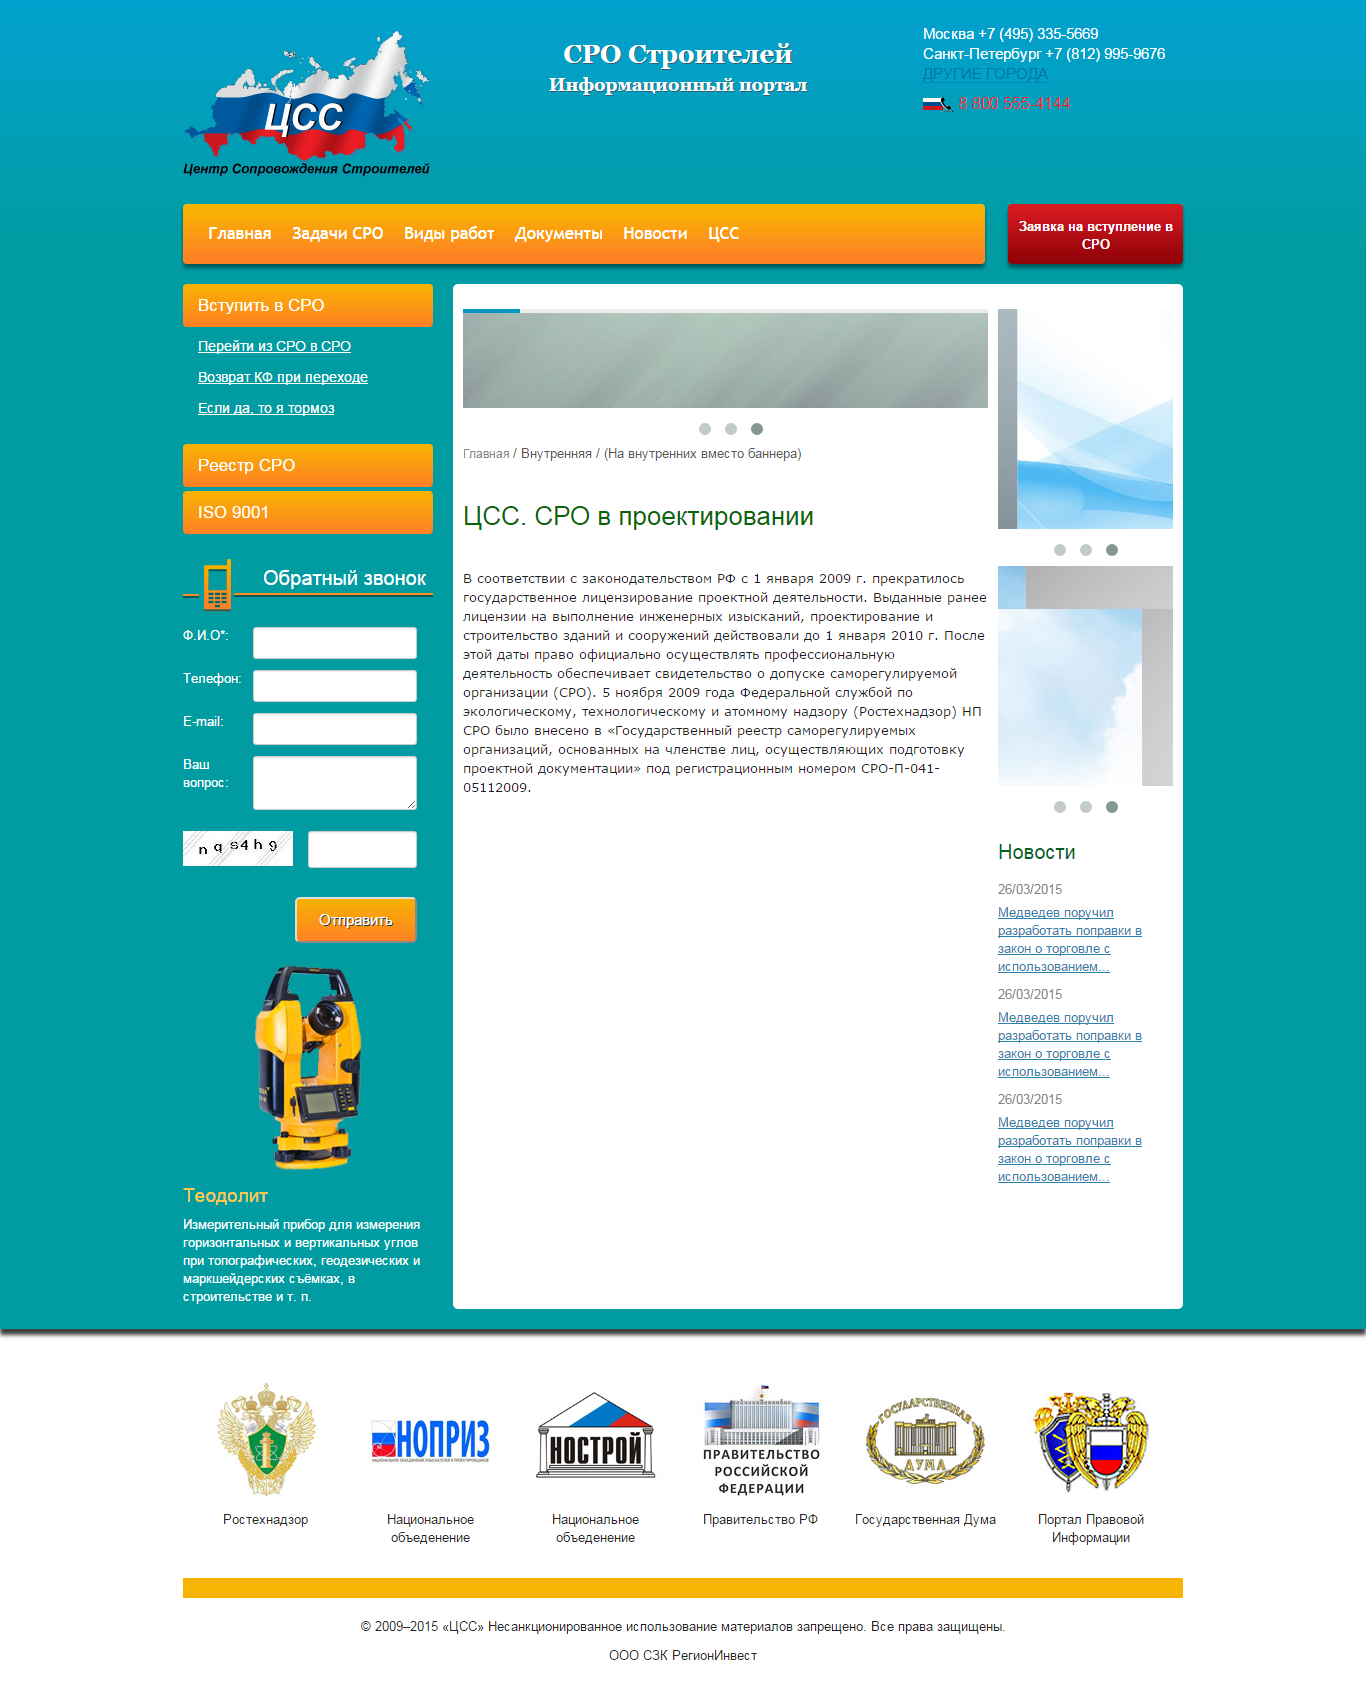 ЦСС
Центр Сопровождения Строителей
СРО Строителей
Информационный портал
Москва +7 (495) 335-5669
Санкт-Петербург +7 (812) 995-9676
ДРУГИЕ ГОРОДА
8 800 555-4144
Главная Задачи СРО Виды работ Документы Новости ЦСС
Заявка на вступление в
СРО
Вступить в СРО
Перейти из СРО в СРО
Возврат КФ при переходе
Если да, то я тормоз
Реестр СРО
ISO 9001
Обратный звонок
Ф.И.О*:
Телефон:
E-mail:
Ваш
вопрос:
nqs4h9
Отправить
Теодолит
Измерительный прибор для измерения
горизонтальных и вертикальных углов
при топографических, геодезических и
маркшейдерских съёмках, в
строительстве и т. п.
Главная / Внутренняя / (На внутренних вместо баннера)
ЦСС. СРО в проектировании
В соответствии с законодательством РФ с 1 января 2009 г. прекратилось
государственное лицензирование проектной деятельности. Выданные ранее
лицензии на выполнение инженерных изысканий, проектирование и
строительство зданий и сооружений действовали до 1 января 2010 г. После
этой даты право официально осуществлять профессиональную
деятельность обеспечивает свидетельство о допуске саморегулируемой
организации (СРО). 5 ноября 2009 года Федеральной службой по
экологическому, технологическому и атомному надзору (Ростехнадзор) НП
СРО было внесено в «Государственный реестр саморегулируемых
организаций, основанных на членстве лиц, осуществляющих подготовку
проектной документации» под регистрационным номером СРО-П-041-
05112009.
Новости
26/03/2015
Медведев поручил
разработать поправки в
закон о торговле с
использованием...
26/03/2015
Медведев поручил
разработать поправки в
закон о торговле с
использованием...
26/03/2015
Медведев поручил
разработать поправки в
закон о торговле с
использованием...
НОПРИЗ
НАЦИОНАЛЬНОЕ ОБЪЕДИНЕНИЕ ИЗЫСКАТЕЛЕЙ И ПРОЕКТИРОВЩИКОВ
НОСТРОЙ
ПРАВИТЕЛЬСТВО
РОССИЙСКОЙ
ФЕДЕРАЦИИ
ГОСУДАРСТВЕННАЯ
ДУМА
Ростехнадзор
Национальное
объеденение
Национальное
объеденение
Правительство РФ
Государственная Дума
Портал Правовой
Информации
© 2009–2015 «ЦСС» Несанкционированное использование материалов запрещено. Все права защищены.
ООО СЗК РегионИнвест